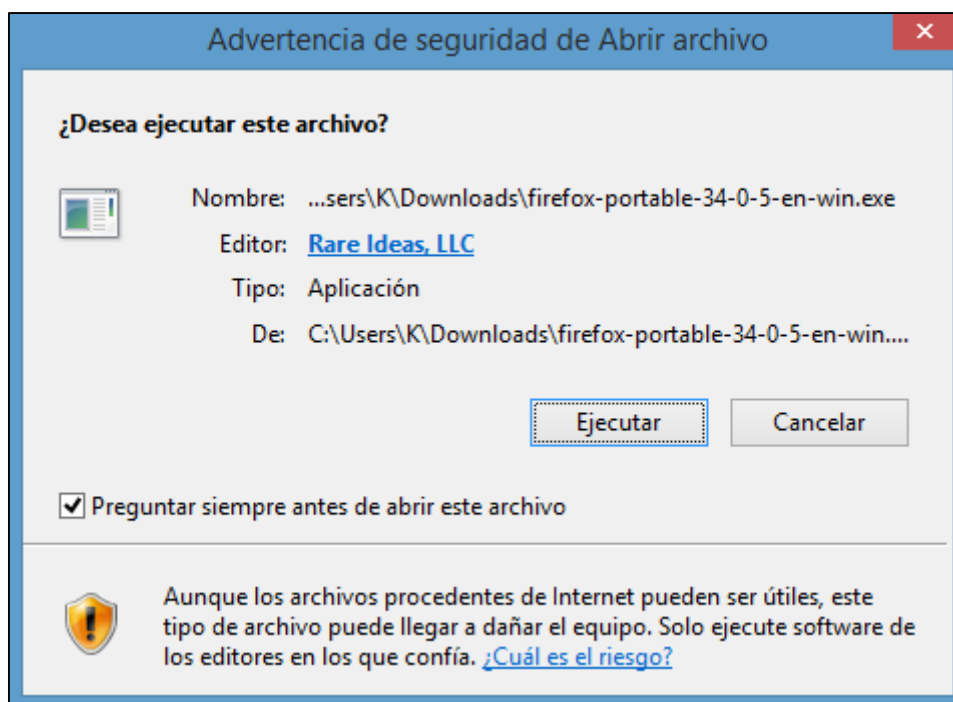 Advertencia de seguridad de Abrir archivo
¿Desea ejecutar este archivo?
Nombre: ...sers\K\Downloads\firefox-portable-34-0-5-en-win.exe
Editor: Rare Ideas, LLC
Tipo: Aplicación
De: C:\Users\K\Downloads\firefox-portable-34-0-5-en-win....
Ejecutar Cancelar
Preguntar siempre antes de abrir este archivo
Aunque los archivos procedentes de Internet pueden ser útiles, este
tipo de archivo puede llegar a dañar el equipo. Solo ejecute software de
los editores en los que confía. ¿Cuál es el riesgo?